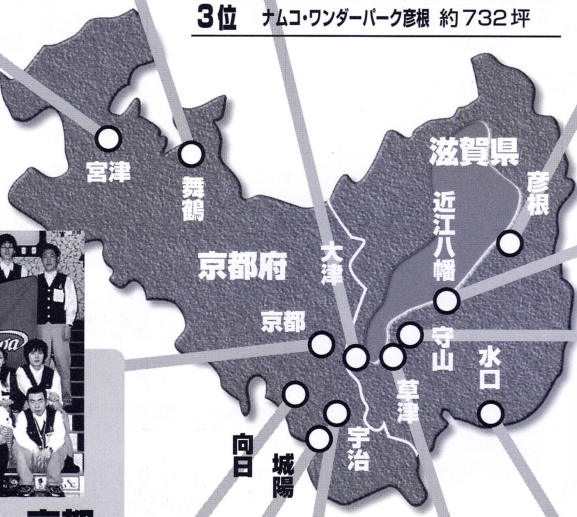 3位 ナムコ・ワンダーパーク彦根 約732坪
滋賀県
宮津
舞鶴
彦根
近江八幡
京都府
大津
京都
守山
水口
草津
向日
城陽
宇治